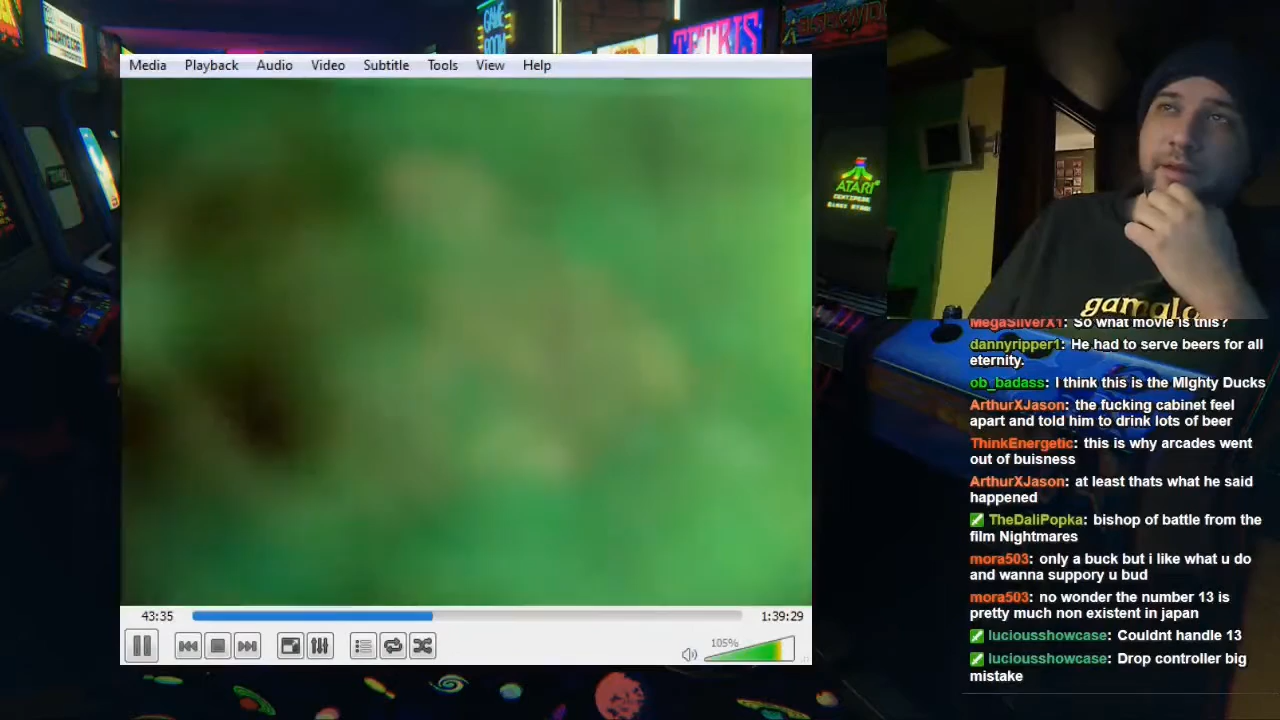 GAME
ROOM
TETRIS
Media Playback Audio Video Subtitle Tools View Help
ATARI
gamalo
MegaSilverX1: So what movie is this?
dannyripper1: He had to serve beers for all
eternity.
ob_badass: I think this is the MIghty Ducks
ArthurXJason: the fucking cabinet feel
apart and told him to drink lots of beer
ThinkEnergetic: this is why arcades went
out of buisness
ArthurXJason: at least thats what he said
happened
TheDaliPopka: bishop of battle from the
film Nightmares
mora503: only a buck but i like what u do
and wanna suppory u bud
mora503: no wonder the number 13 is
pretty much non existent in japan
luciousshowcase: Couldnt handle 13
luciousshowcase: Drop controller big
mistake
43:35 1:39:29
105%